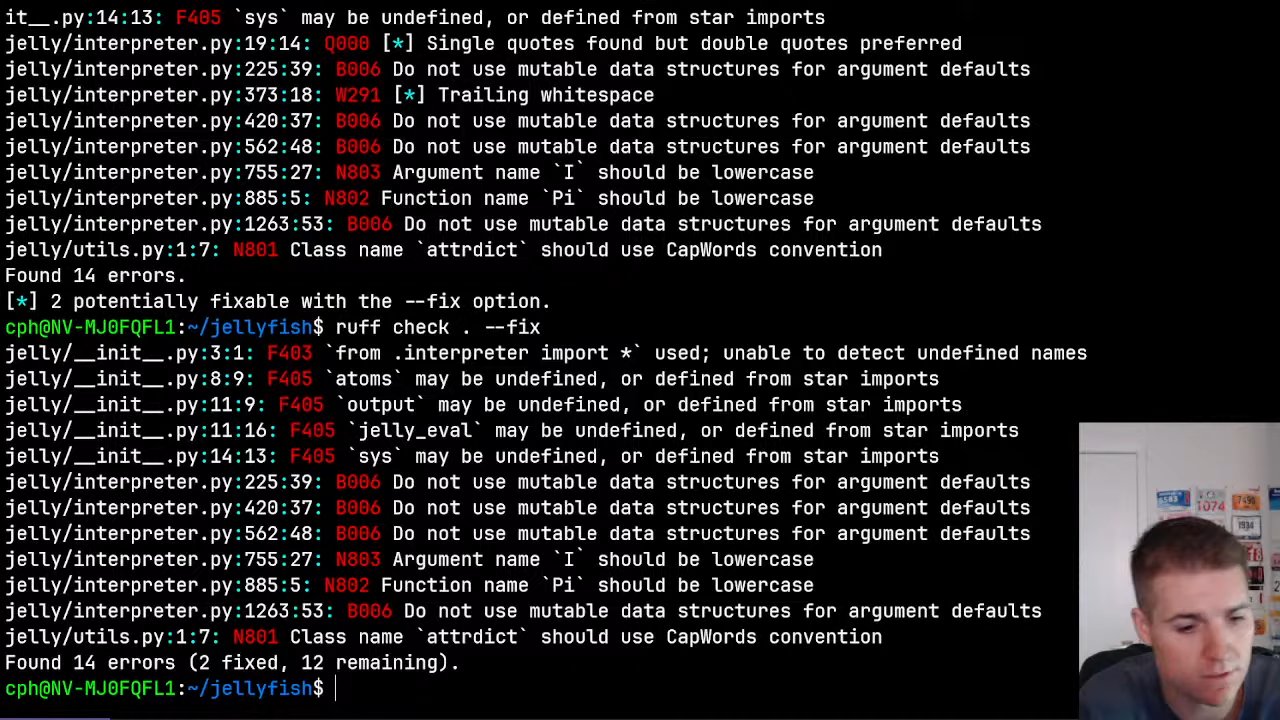 it__.py:14:13: F405 `sys` may be undefined, or defined from star imports
jelly/interpreter.py:19:14: Q000 [*] Single quotes found but double quotes preferred
jelly/interpreter.py:225:39: B006 Do not use mutable data structures for argument defaults
jelly/interpreter.py:373:18: W291 [*] Trailing whitespace
jelly/interpreter.py:420:37: B006 Do not use mutable data structures for argument defaults
jelly/interpreter.py:562:48: B006 Do not use mutable data structures for argument defaults
jelly/interpreter.py:755:27: N803 Argument name `I` should be lowercase
jelly/interpreter.py:885:5: N802 Function name `Pi` should be lowercase
jelly/interpreter.py:1263:53: B006 Do not use mutable data structures for argument defaults
jelly/utils.py:1:7: N801 Class name `attrdict` should use CapWords convention
Found 14 errors.
[*] 2 potentially fixable with the --fix option.
cph@NV-MJ0FQFL1:~/jellyfish$ ruff check . --fix
jelly/__init__.py:3:1: F403 `from .interpreter import *` used; unable to detect undefined names
jelly/__init__.py:8:9: F405 `atoms` may be undefined, or defined from star imports
jelly/__init__.py:11:9: F405 `output` may be undefined, or defined from star imports
jelly/__init__.py:11:16: F405 `jelly_eval` may be undefined, or defined from star imports
jelly/__init__.py:14:13: F405 `sys` may be undefined, or defined from star imports
jelly/interpreter.py:225:39: B006 Do not use mutable data structures for argument defaults
jelly/interpreter.py:420:37: B006 Do not use mutable data structures for argument defaults
jelly/interpreter.py:562:48: B006 Do not use mutable data structures for argument defaults
jelly/interpreter.py:755:27: N803 Argument name `I` should be lowercase
jelly/interpreter.py:885:5: N802 Function name `Pi` should be lowercase
jelly/interpreter.py:1263:53: B006 Do not use mutable data structures for argument defaults
jelly/utils.py:1:7: N801 Class name `attrdict` should use CapWords convention
Found 14 errors (2 fixed, 12 remaining).
cph@NV-MJ0FQFL1:~/jellyfish$
1074
1934